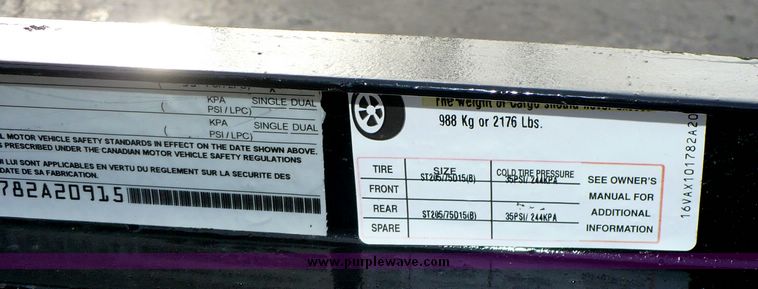 KPA SINGLE DUAL
( PSI / LPC)
KPA SINGLE DUAL
( PSI / LPC)
L MOTOR VEHICLE SAFETY STANDARDS IN EFFECT ON THE DATE SHOWN ABOVE.
S PRESCRIBED UNDER THE CANADIAN MOTOR VEHICLE SAFETY REGULATIONS
LUI SONT APPLICABLES EN VERTU DU REGLEMENT SUR LA SECURITE DES
DATE DE SA FABRICATION.
782A20915
The weight of cargo should never
988 Kg or 2176 Lbs.
TIRE SIZE COLD TIRE PRESSURE
FRONT ST205/75D15(B) 35PSI/ 244KPA
REAR
SPARE ST205/75D15(B) 35PSI/ 244KPA
SEE OWNER'S
MANUAL FOR
ADDITIONAL
INFORMATION
16VAX101782A20
www.purplewave.com